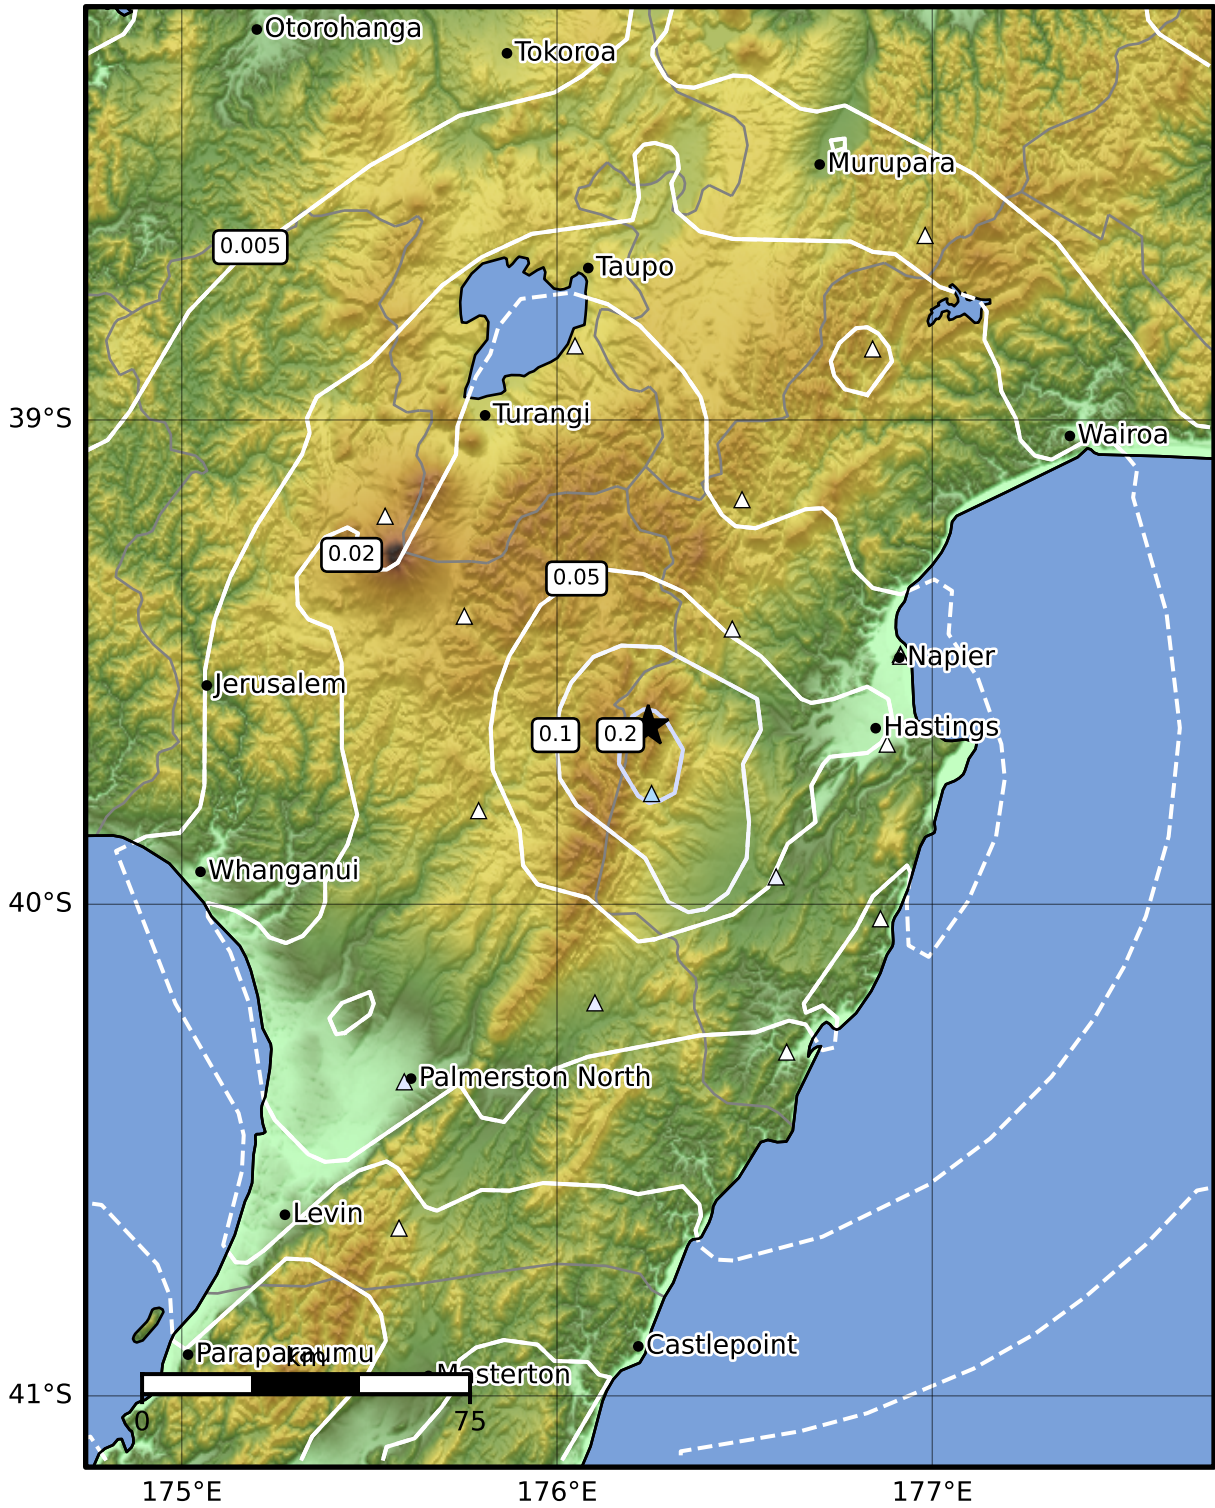 Otorohanga
Tokoroa
Murupara
0.005
Taupo
Turangi
39°S
Wairoa
0.02
0.05
Napier
Jerusalem
Hastings
0.1
0.2
Whanganui
40°S
Palmerston North
Levin
Castlepoint
Paraparaumu
km
Masterton
41°S
0
75
175°E
176°E
177°E